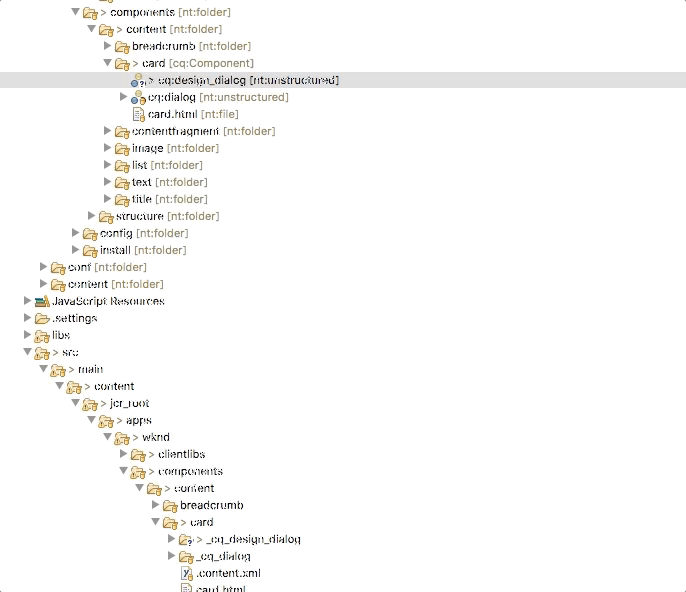 > components [nt:folder]
> content [nt:folder]
breadcrumb [nt:folder]
> card [cq:Component]
> cq:design_dialog [nt:unstructured]
cq:dialog [nt:unstructured]
card.html [nt:file]
contentfragment [nt:folder]
image [nt:folder]
list [nt:folder]
text [nt:folder]
title [nt:folder]
structure [nt:folder]
config [nt:folder]
install [nt:folder]
conf [nt:folder]
content [nt:folder]
JavaScript Resources
.settings
libs
> src
> main
> content
> jcr_root
> apps
> wknd
> clientlibs
> components
> content
breadcrumb
> card
> _cq_design_dialog
_cq_dialog
.content.xml
card.html